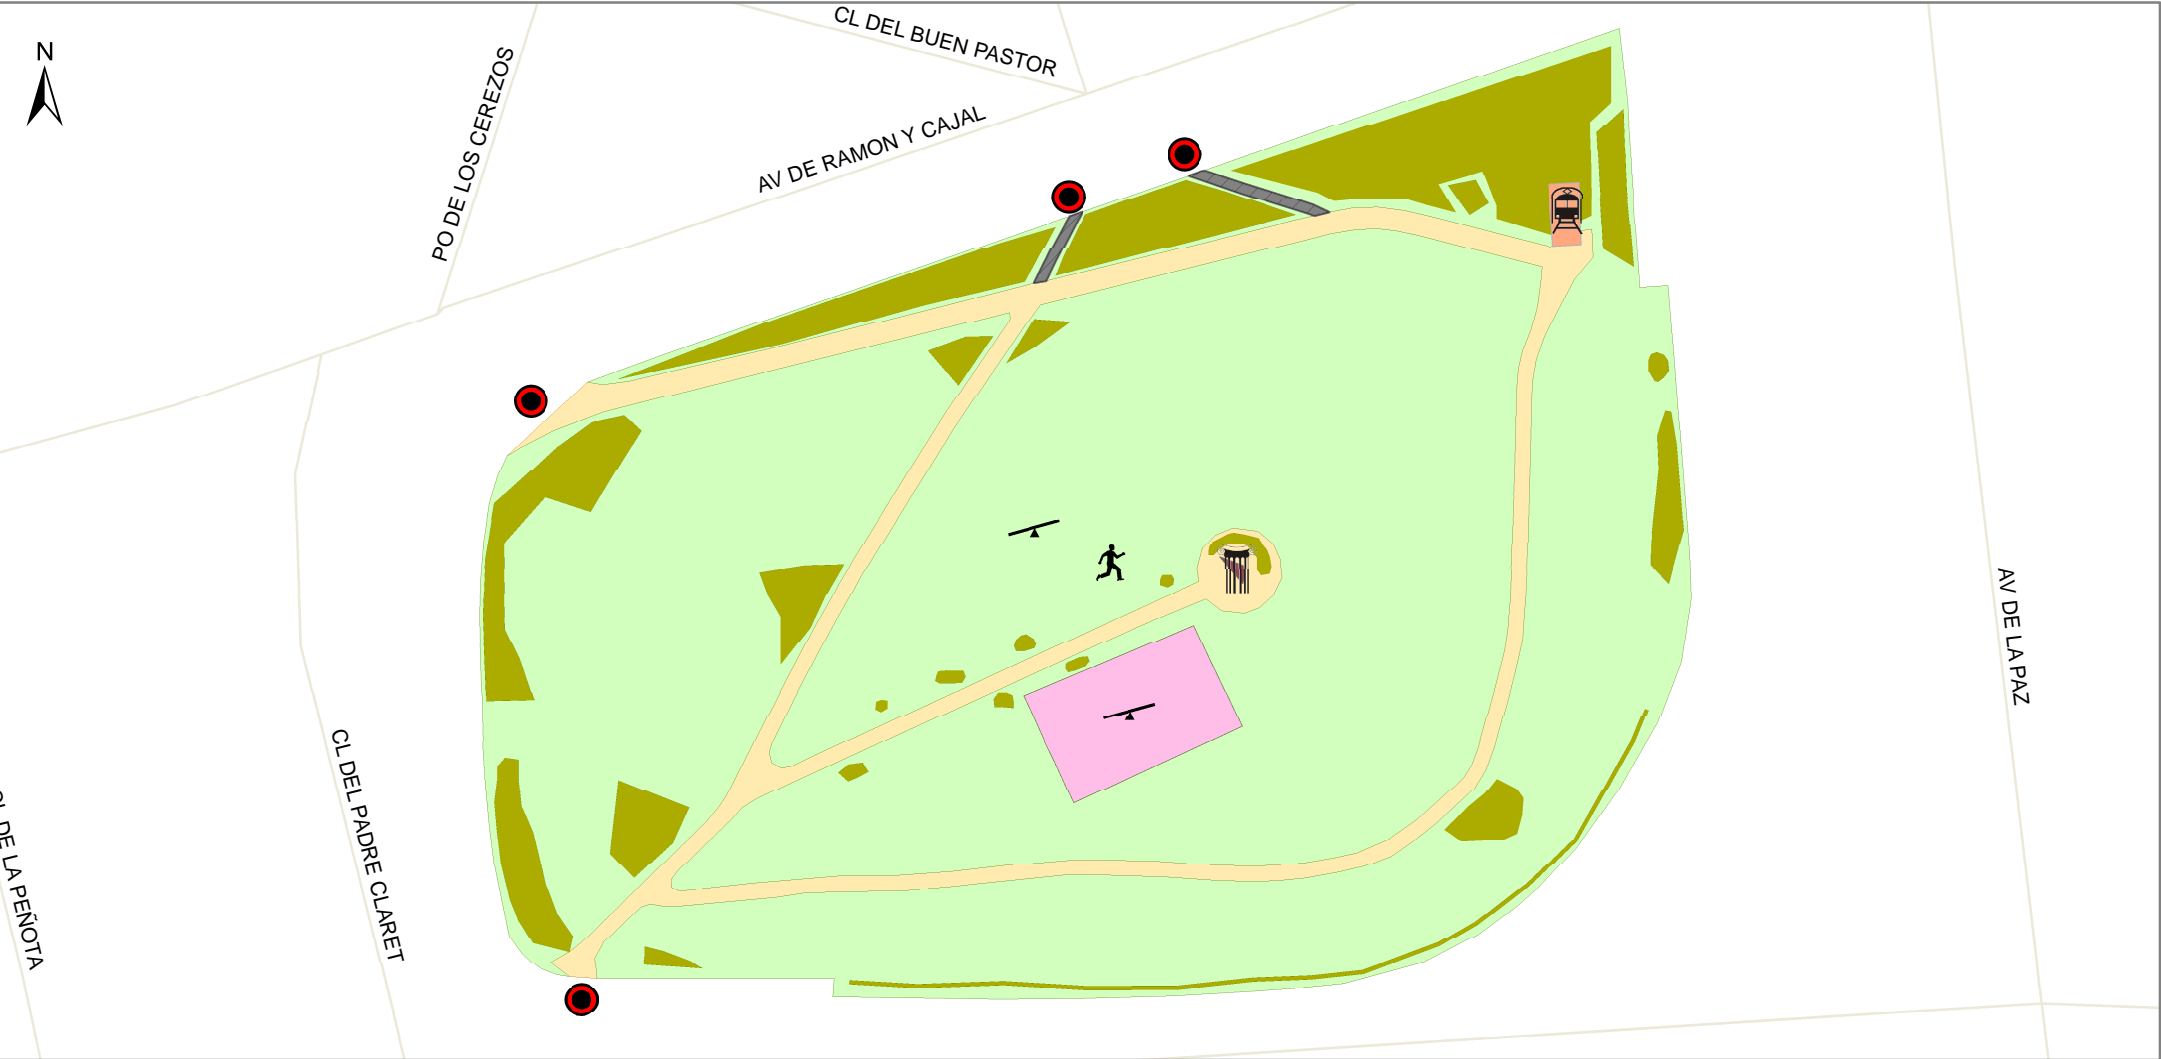 CL DEL BUEN PASTOR
N
PO DE LOS CEREZOS
AV DE RAMON Y CAJAL
AV DE LA PAZ
CL DEL PADRE CLARET
CL DE LA PEÑOTA